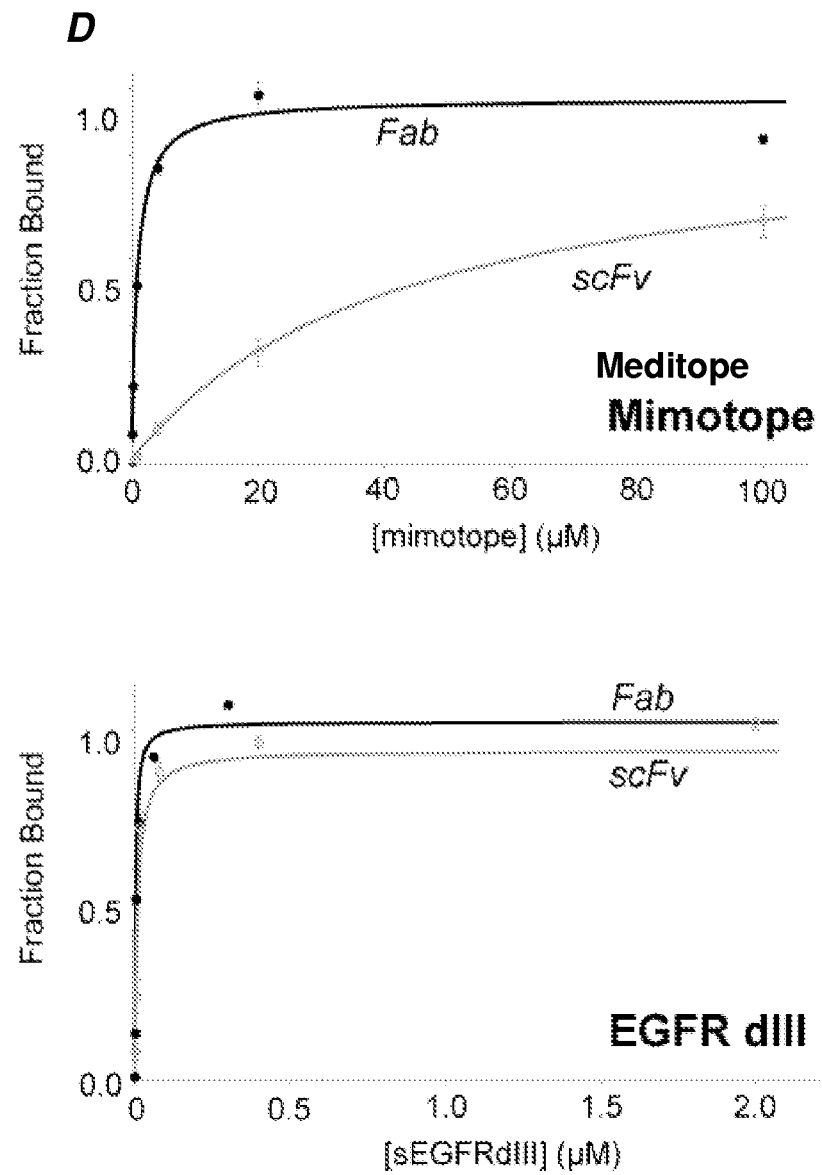 D
Fraction Bound
1.0
0.5
0.0
Fab
scFv
Meditope
Mimotope
0 20 40 60 80 100
[mimotope] (µM)
Fraction Bound
1.0
0.5
0.0
Fab
scFv
EGFR dIII
0 0.5 1.0 1.5 2.0
[sEGFRdIII] (µM)